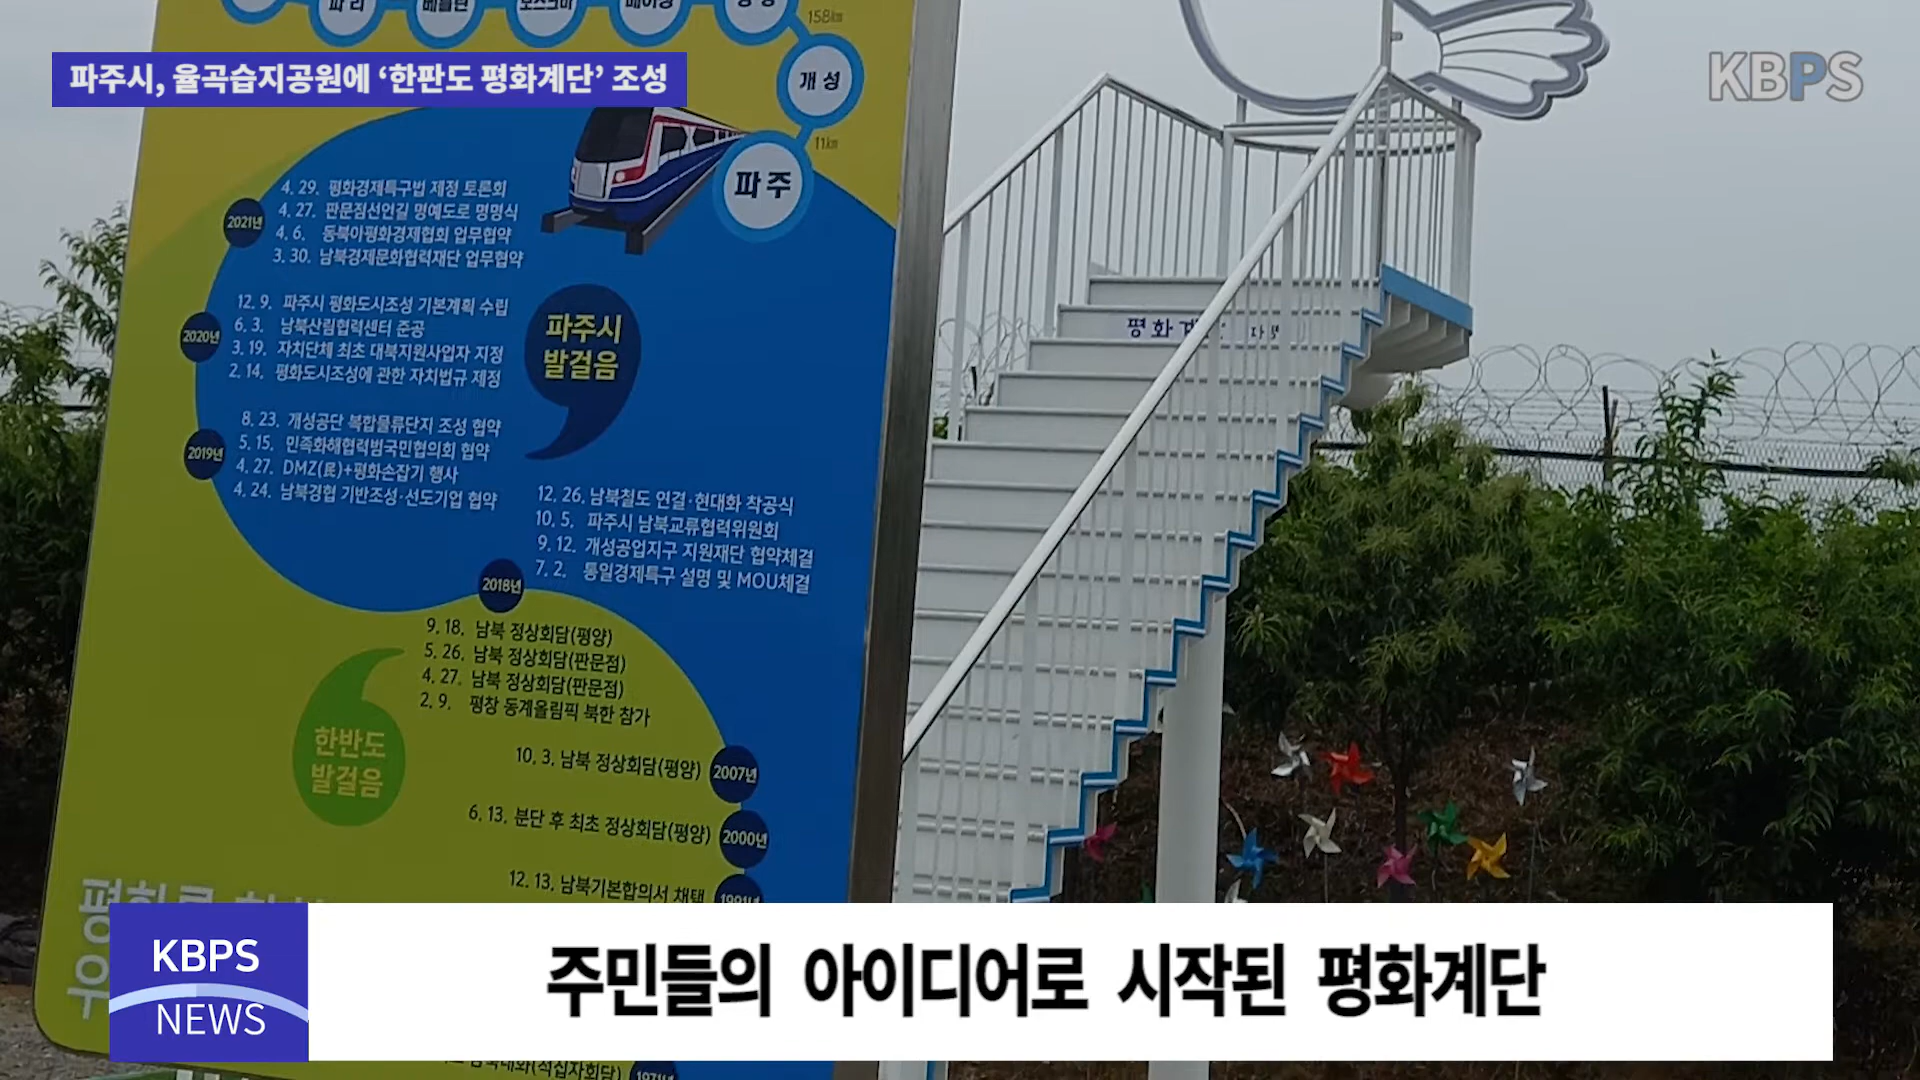 파리
베를린
모스크바
베이징
평양
158㎞
개성
11㎞
파주
파주시, 율곡습지공원에 ‘한판도 평화계단’ 조성
KBPS
2021년
4. 29. 평화경제특구법 제정 토론회
4. 27. 판문점선언길 명예도로 명명식
4. 6. 동북아평화경제협회 업무협약
3. 30. 남북경제문화협력재단 업무협약
2020년
12. 9. 파주시 평화도시조성 기본계획 수립
6. 3. 남북산림협력센터 준공
3. 19. 자치단체 최초 대북지원사업자 지정
2. 14. 평화도시조성에 관한 자치법규 제정
파주시
발걸음
2019년
8. 23. 개성공단 복합물류단지 조성 협약
5. 15. 민족화해협력범국민협의회 협약
4. 27. DMZ(民)+평화손잡기 행사
4. 24. 남북경협 기반조성·선도기업 협약
12. 26. 남북철도 연결·현대화 착공식
10. 5. 파주시 남북교류협력위원회
9. 12. 개성공업지구 지원재단 협약체결
7. 2. 통일경제특구 설명 및 MOU체결
2018년
9. 18. 남북 정상회담(평양)
5. 26. 남북 정상회담(판문점)
4. 27. 남북 정상회담(판문점)
2. 9. 평창 동계올림픽 북한 참가
한반도
발걸음
10. 3. 남북 정상회담(평양) 2007년
6. 13. 분단 후 최초 정상회담(평양) 2000년
12. 13. 남북기본합의서 채택 1991년
평화
KBPS
NEWS
주민들의 아이디어로 시작된 평화계단